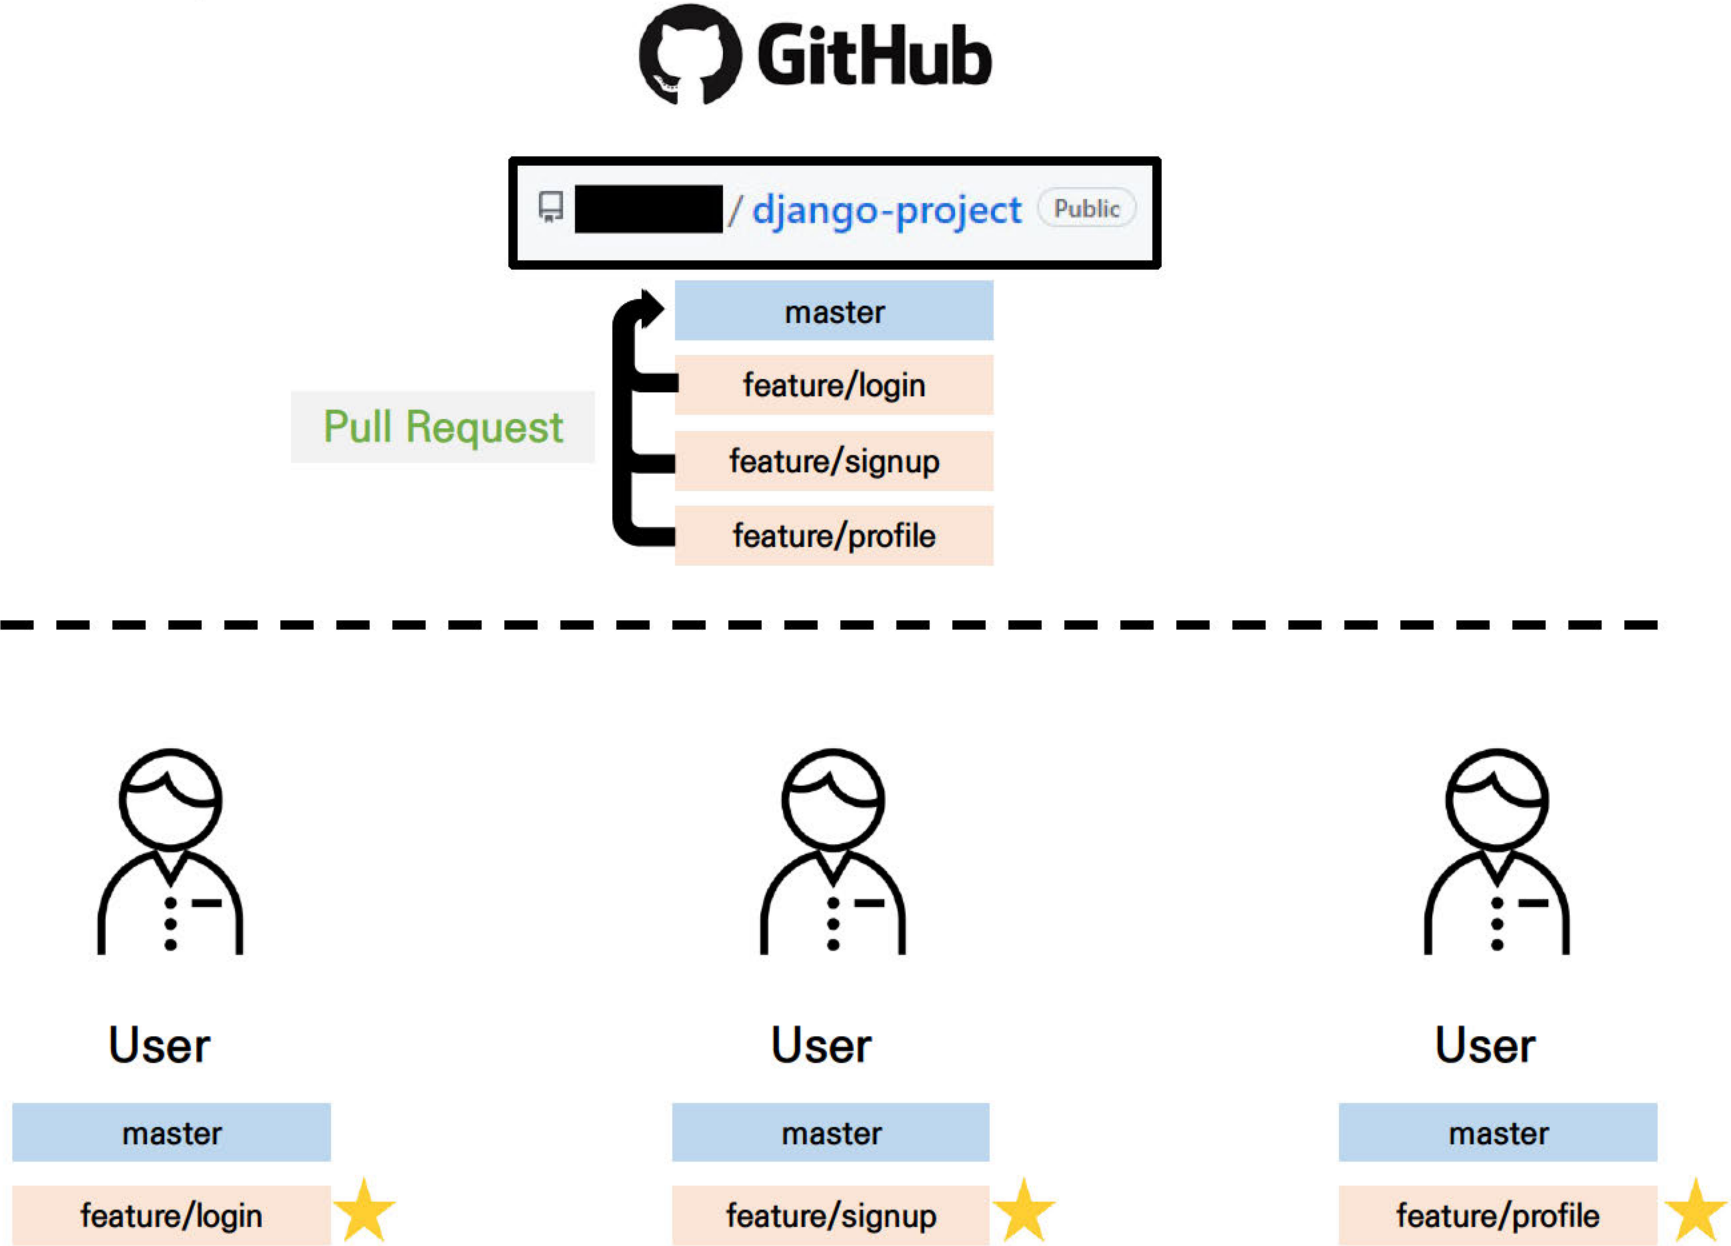 GitHub
/ django-project Public
master
feature/login
Pull Request
feature/signup
feature/profile
User
User
User
master
master
master
feature/login
feature/signup
feature/profile